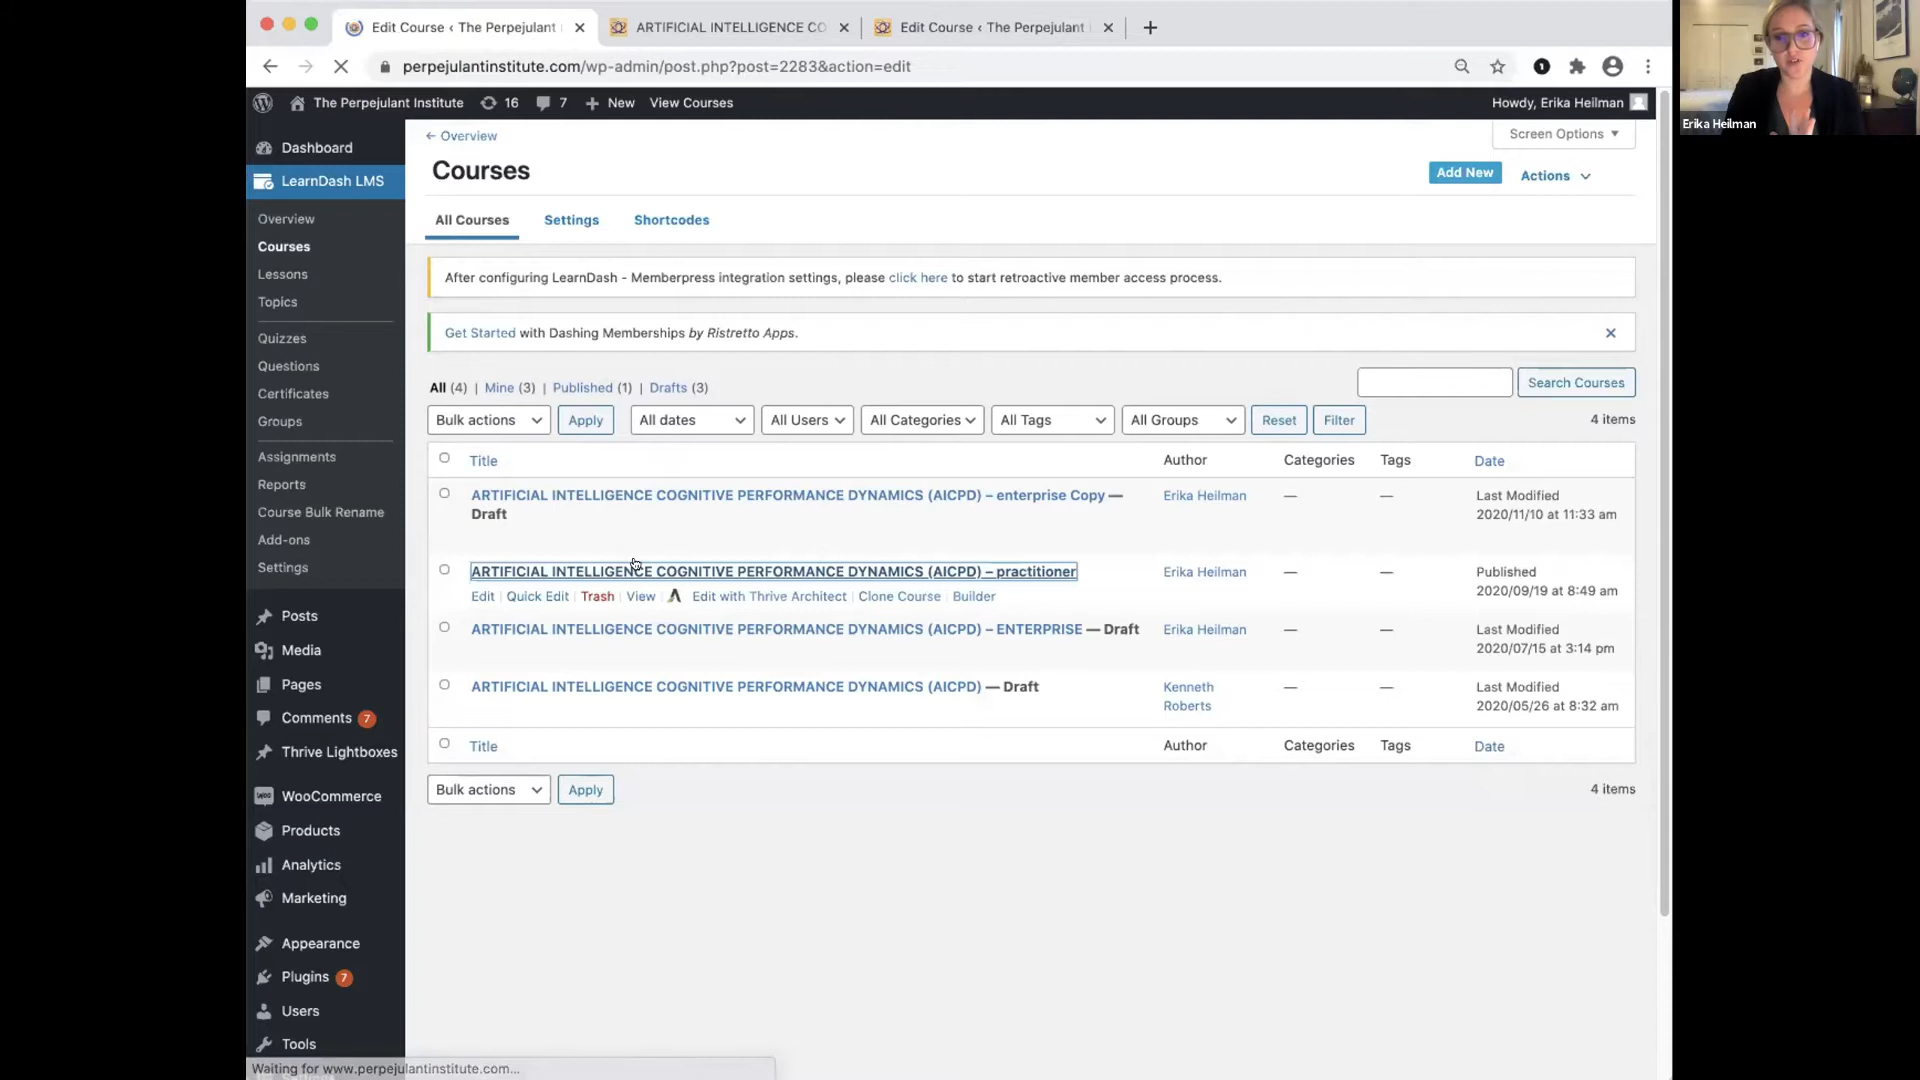 Edit Course ‹ The Perpejulant
ARTIFICIAL INTELLIGENCE CO
Edit Course ‹ The Perpejulant
perpejulantinstitute.com/wp-admin/post.php?post=2283&action=edit
The Perpejulant Institute
16
7
New
View Courses
Howdy, Erika Heilman
Erika Heilman
Dashboard
LearnDash LMS
Overview
Courses
Lessons
Topics
Quizzes
Questions
Certificates
Groups
Assignments
Reports
Course Bulk Rename
Add-ons
Settings
Posts
Media
Pages
Comments 7
Thrive Lightboxes
WooCommerce
Products
Analytics
Marketing
Appearance
Plugins 7
Users
Tools
← Overview
Screen Options
Courses
Add New
Actions
All Courses
Settings
Shortcodes
After configuring LearnDash - Memberpress integration settings, please click here to start retroactive member access process.
Get Started with Dashing Memberships by Ristretto Apps.
All (4) | Mine (3) | Published (1) | Drafts (3)
Search Courses
Bulk actions
Apply
All dates
All Users
All Categories
All Tags
All Groups
Reset
Filter
4 items
Title
Author
Categories
Tags
Date
ARTIFICIAL INTELLIGENCE COGNITIVE PERFORMANCE DYNAMICS (AICPD) – enterprise Copy —
Draft
Erika Heilman
—
—
Last Modified
2020/11/10 at 11:33 am
ARTIFICIAL INTELLIGENCE COGNITIVE PERFORMANCE DYNAMICS (AICPD) – practitioner
Edit | Quick Edit | Trash | View | Edit with Thrive Architect | Clone Course | Builder
Erika Heilman
—
—
Published
2020/09/19 at 8:49 am
ARTIFICIAL INTELLIGENCE COGNITIVE PERFORMANCE DYNAMICS (AICPD) – ENTERPRISE — Draft
Erika Heilman
—
—
Last Modified
2020/07/15 at 3:14 pm
ARTIFICIAL INTELLIGENCE COGNITIVE PERFORMANCE DYNAMICS (AICPD) — Draft
Kenneth
Roberts
—
—
Last Modified
2020/05/26 at 8:32 am
Title
Author
Categories
Tags
Date
Bulk actions
Apply
4 items
Waiting for www.perpejulantinstitute.com...